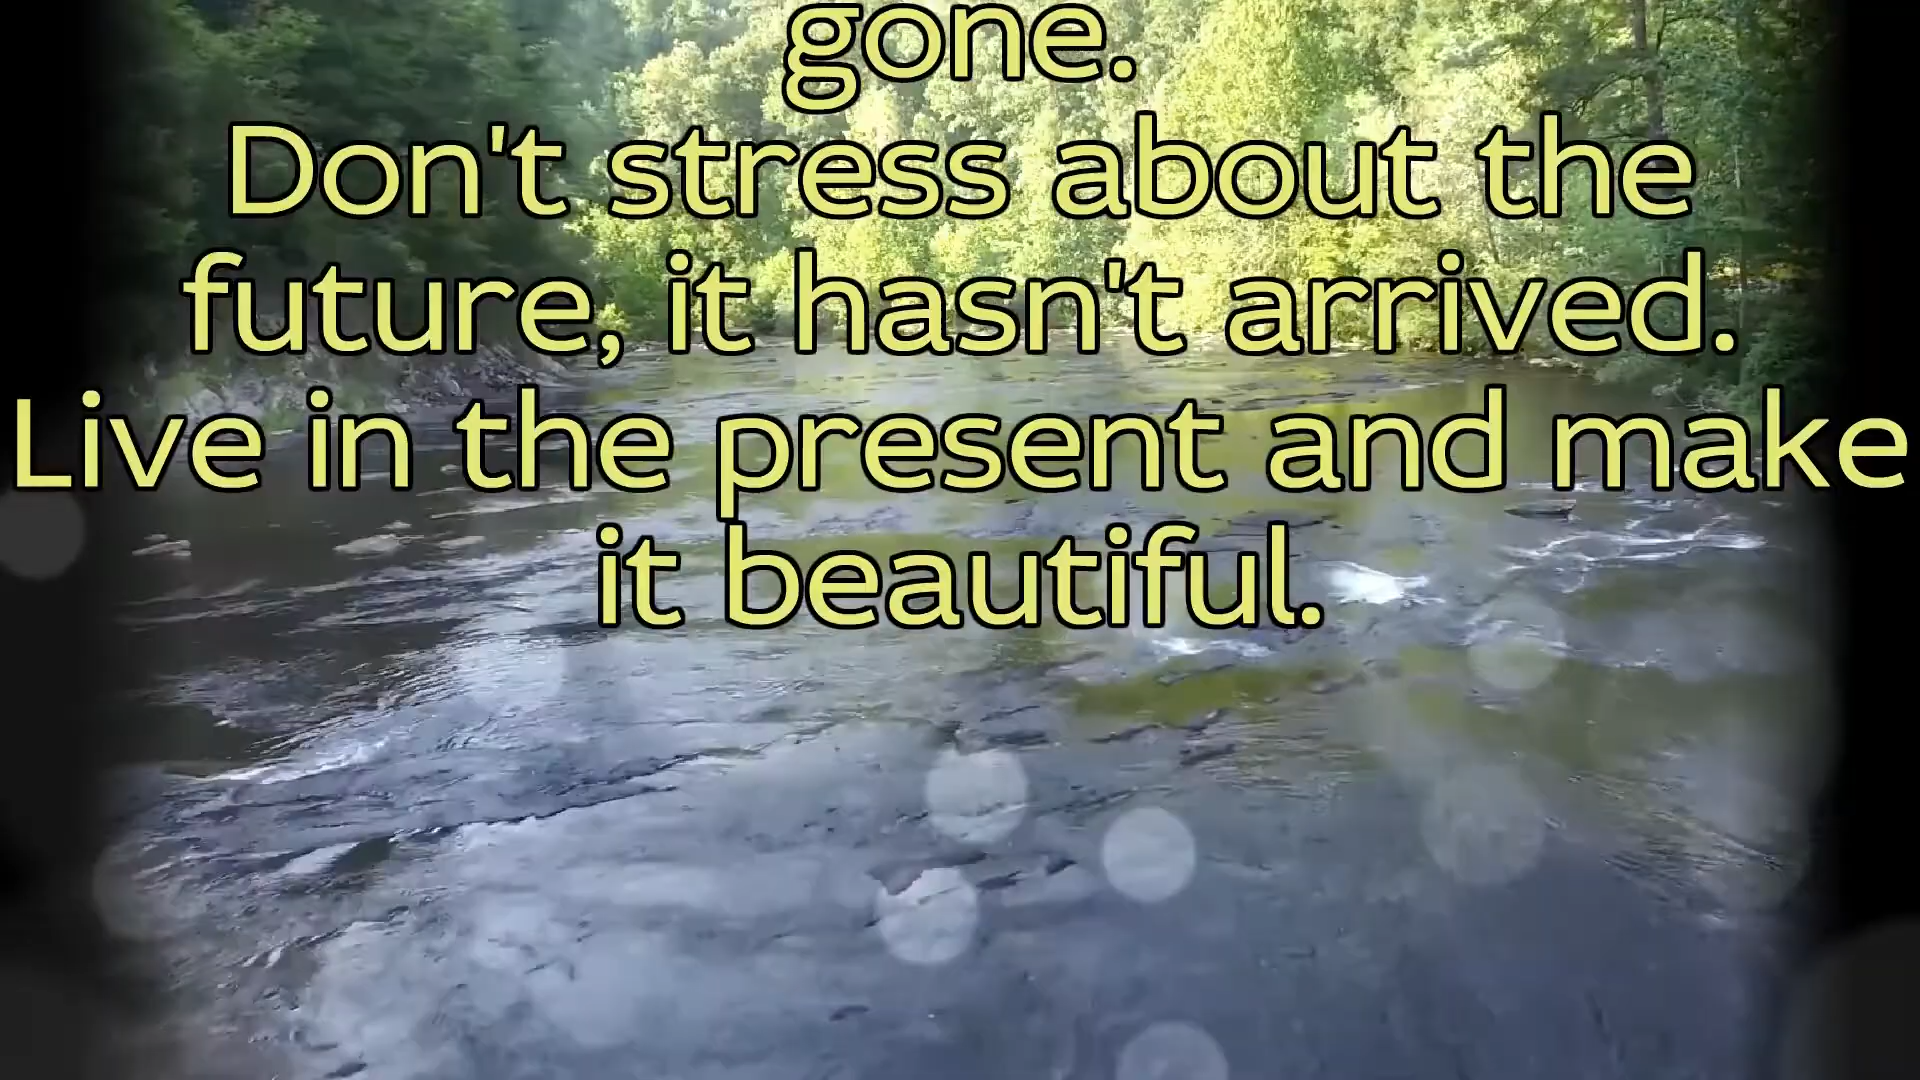 gone.
Don't stress about the
future, it hasn't arrived.
Live in the present and make
it beautiful.